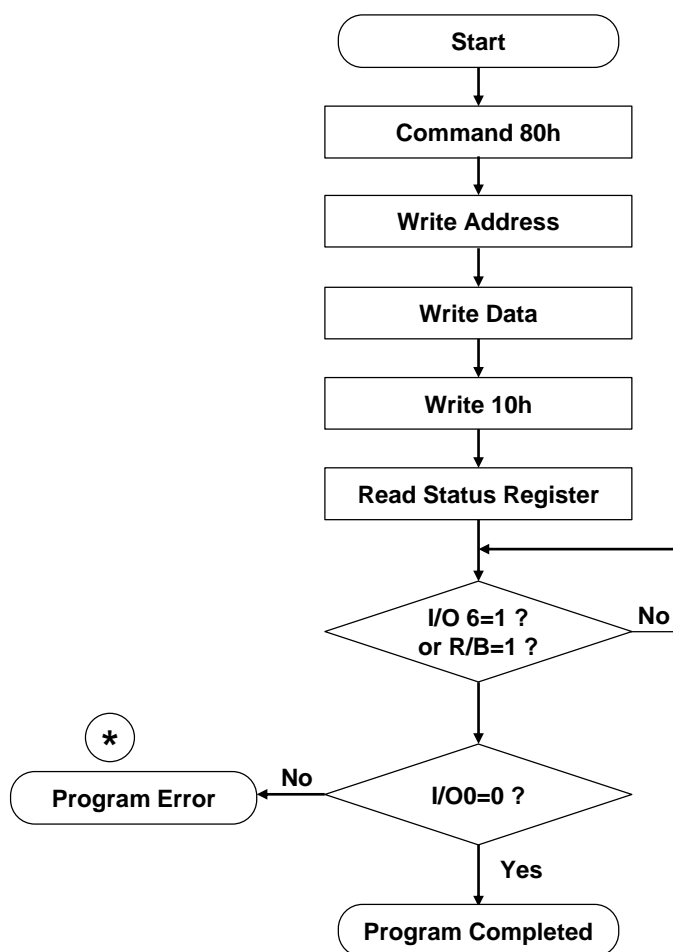 Start
Command 80h
Write Address
Write Data
Write 10h
Read Status Register
I/O 6=1 ?
or R/B=1 ?
No
*
Program Error
No
I/O0=0 ?
Yes
Program Completed